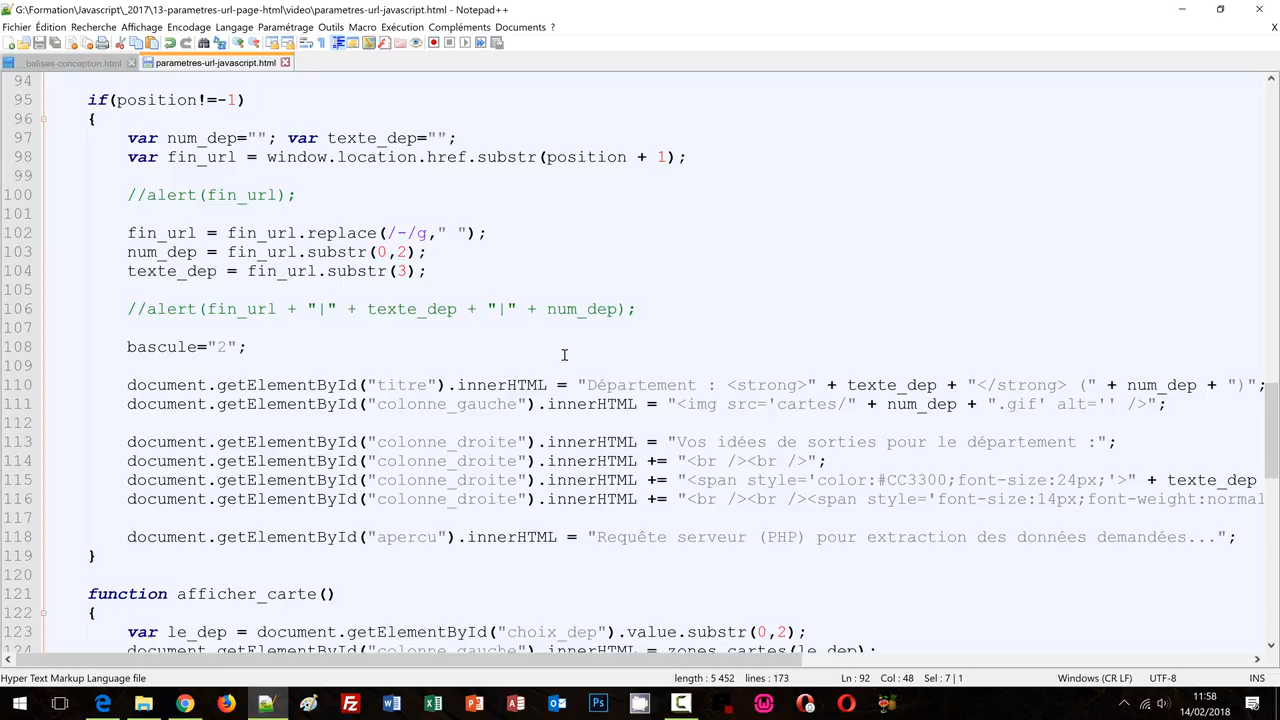 G:\Formation\Javascript\_2017\13-parametres-url-page-html\video\parametres-url-javascript.html - Notepad++
Fichier Édition Recherche Affichage Encodage Langage Paramétrage Outils Macro Exécution Compléments Documents ? X
__balises-conception.html parametres-url-javascript.html
94
95 if(position!=-1)
96 {
97 var num_dep=""; var texte_dep="";
98 var fin_url = window.location.href.substr(position + 1);
99
100 //alert(fin_url);
101
102 fin_url = fin_url.replace(/-/g," ");
103 num_dep = fin_url.substr(0,2);
104 texte_dep = fin_url.substr(3);
105
106 //alert(fin_url + "|" + texte_dep + "|" + num_dep);
107
108 bascule="2";
109
110 document.getElementById("titre").innerHTML = "Département : <strong>" + texte_dep + "</strong> (" + num_dep + ")";
111 document.getElementById("colonne_gauche").innerHTML = "<img src='cartes/" + num_dep + ".gif' alt='' />";
112
113 document.getElementById("colonne_droite").innerHTML = "Vos idées de sorties pour le département :";
114 document.getElementById("colonne_droite").innerHTML += "<br /><br />";
115 document.getElementById("colonne_droite").innerHTML += "<span style='color:#CC3300;font-size:24px;'>" + texte_dep
116 document.getElementById("colonne_droite").innerHTML += "<br /><br /><span style='font-size:14px;font-weight:normal
117
118 document.getElementById("apercu").innerHTML = "Requête serveur (PHP) pour extraction des données demandées...";
119 }
120
121 function afficher_carte()
122 {
123 var le_dep = document.getElementById("choix_dep").value.substr(0,2);
124 document.getElementById("colonne_gauche").innerHTML = zones_cartes(le_dep);
Hyper Text Markup Language file length : 5 452 lines : 173 Ln : 92 Col : 48 Sel : 7 | 1 Windows (CR LF) UTF-8 INS
11:58
14/02/2018